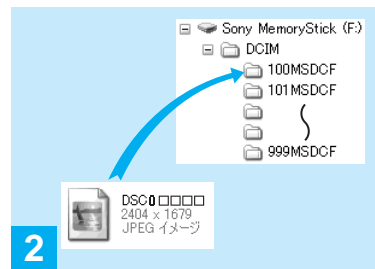 Sony MemoryStick (F:)
DCIM
100MSDCF
101MSDCF
999MSDCF
DSC0□□□□
2404 x 1679
JPEG イメージ
2